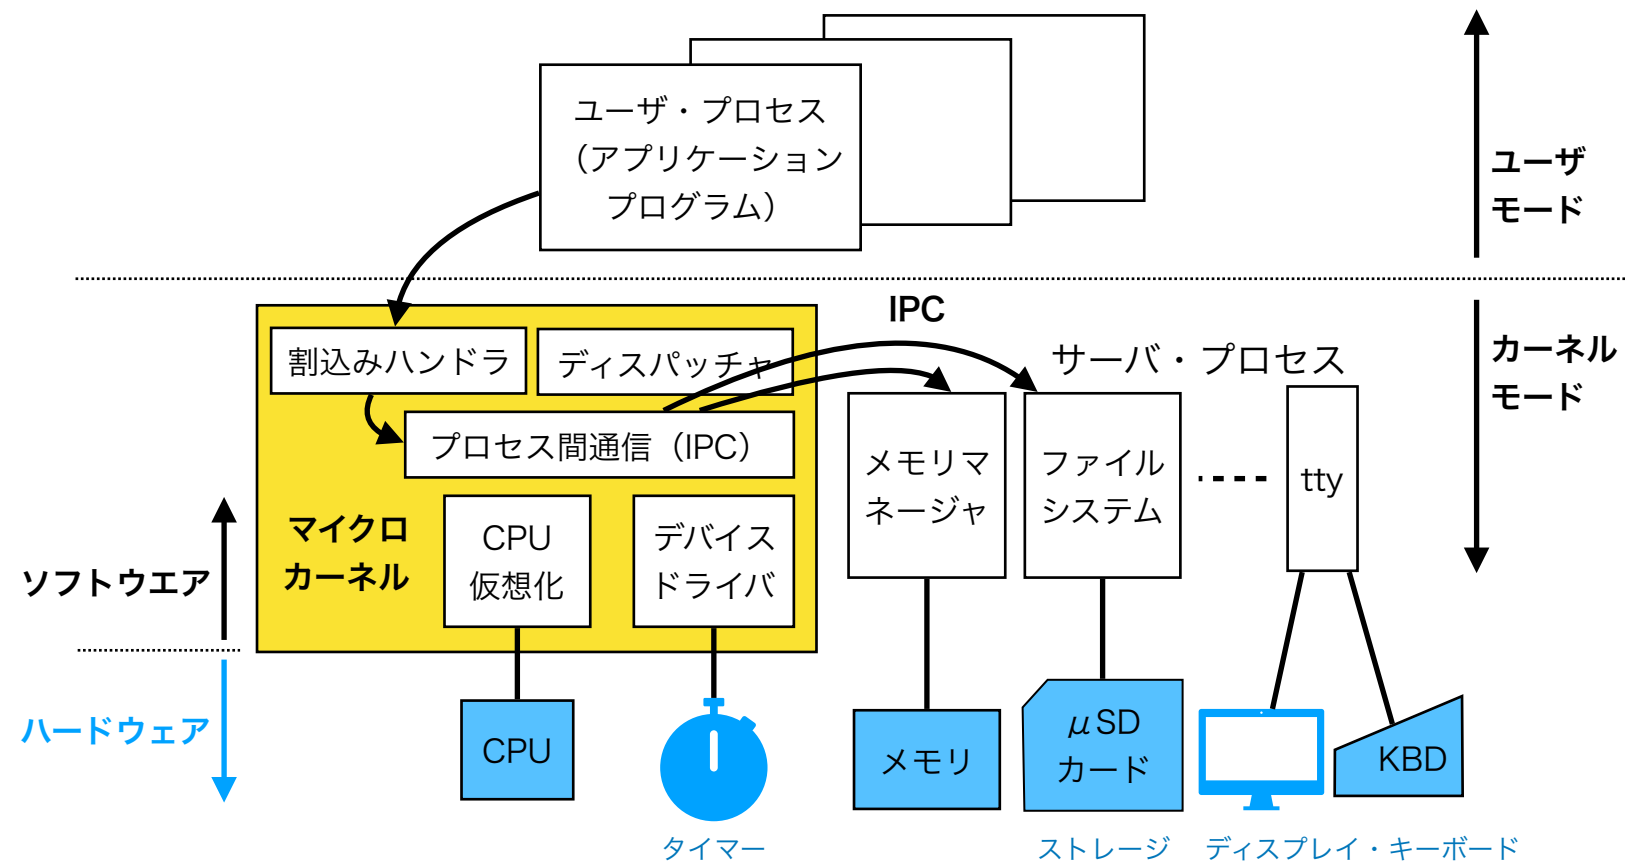 ユーザ・プロセス
（アプリケーション
プログラム）
ユーザ
モード
IPC
カーネル
モード
割込みハンドラ
ディスパッチャ
サーバ・プロセス
プロセス間通信（IPC）
メモリマ
ネージャ
ファイル
システム
tty
マイクロ
カーネル
CPU
仮想化
デバイス
ドライバ
ソフトウエア
ハードウェア
CPU
メモリ
μSD
カード
KBD
タイマー
ストレージ
ディスプレイ・キーボード